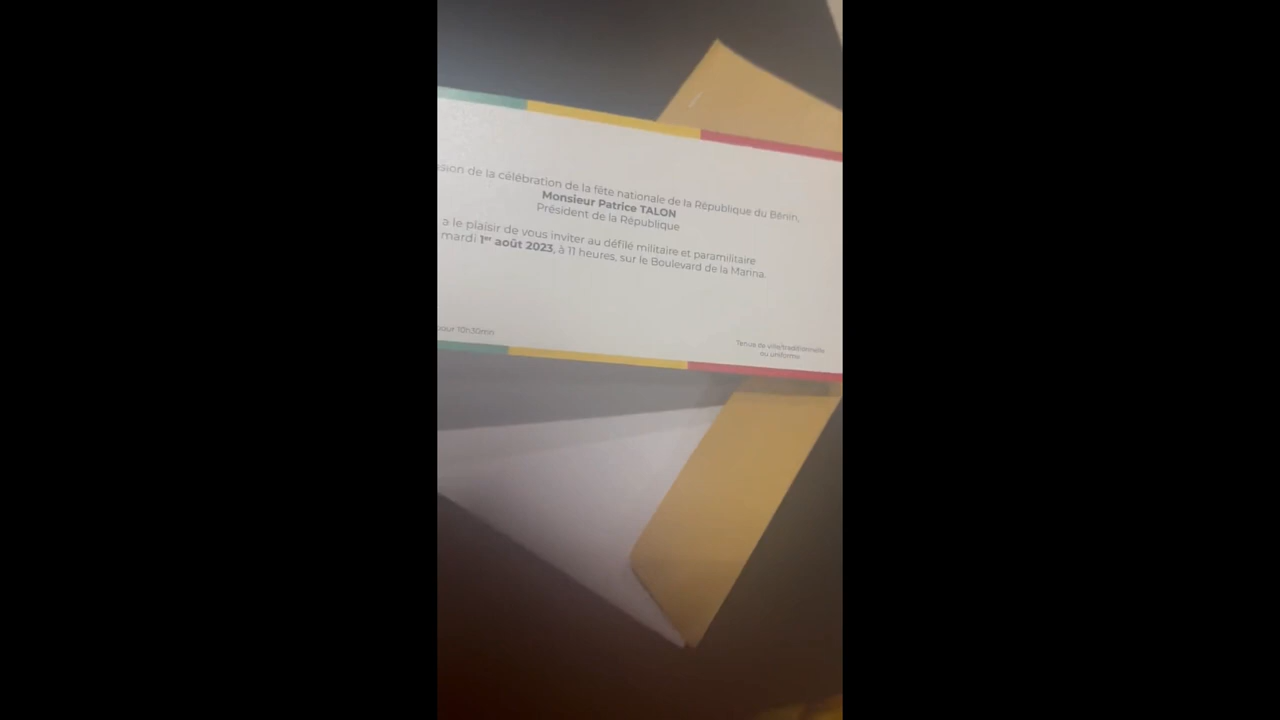 de la célébration de la fête nationale de la République du Bénin,
Monsieur Patrice TALON
Président de la République
a le plaisir de vous inviter au défilé militaire et paramilitaire
mardi 1er août 2023, à 11 heures, sur le Boulevard de la Marina.
10h30mn
Tenue de ville/traditionnelle
ou uniforme